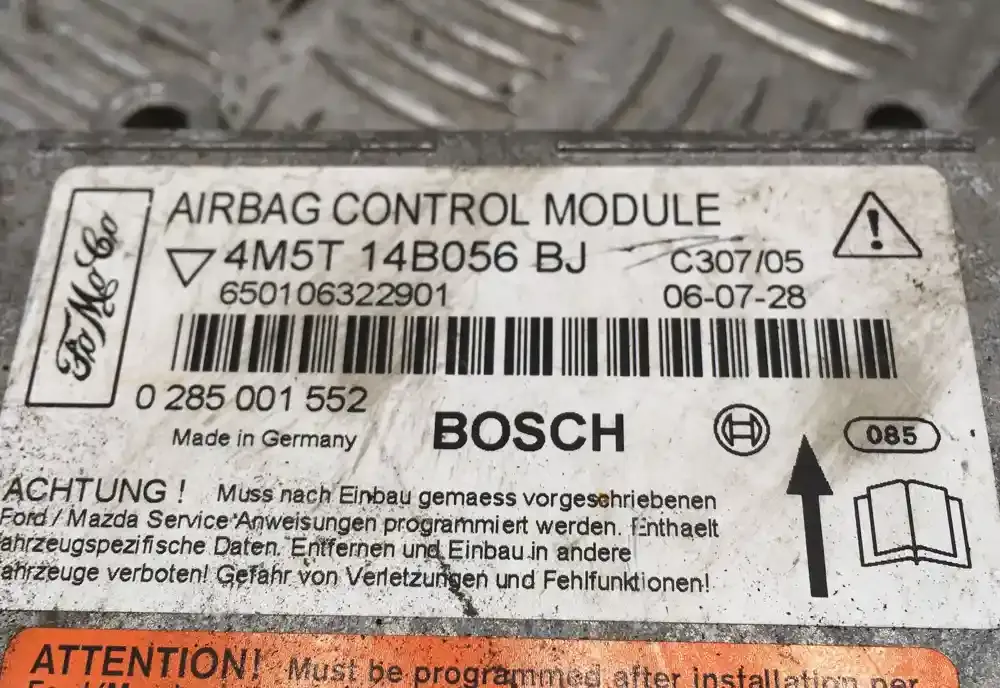 FoMoCo
AIRBAG CONTROL MODULE
4M5T 14B056 BJ C307/05
650106322901 06-07-28
0 285 001 552
Made in Germany BOSCH 085
ACHTUNG ! Muss nach Einbau gemaess vorgeschriebenen
Ford / Mazda Service Anweisungen programmiert werden. Enthaelt
ahrzeugspezifische Daten. Entfernen und Einbau in andere
ahrzeuge verboten! Gefahr von Verletzungen und Fehlfunktionen!
ATTENTION! Must be programmed after installation per